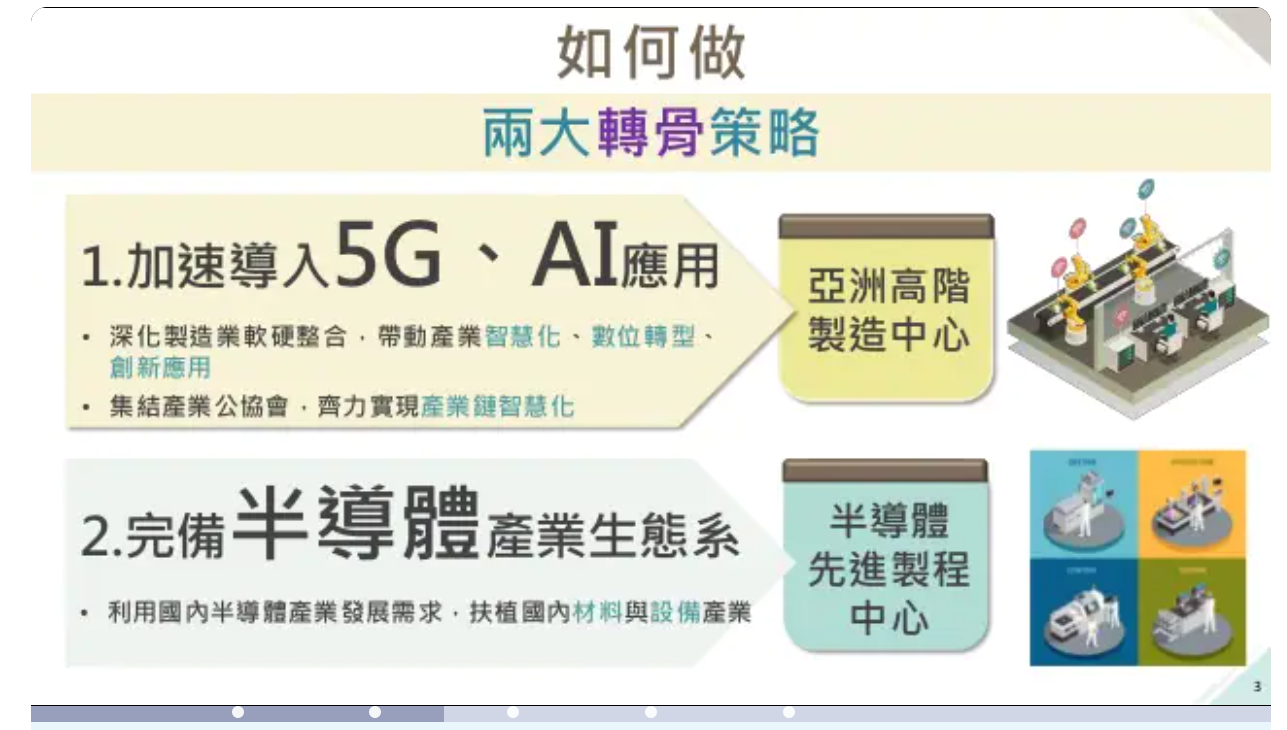 如何做
兩大轉骨策略
1.加速導入5G、AI應用
• 深化製造業軟硬整合，帶動產業智慧化、數位轉型、
創新應用
• 集結產業公協會，齊力實現產業鏈智慧化
亞洲高階
製造中心
2.完備半導體產業生態系
• 利用國內半導體產業發展需求，扶植國內材料與設備產業
半導體
先進製程
中心
3